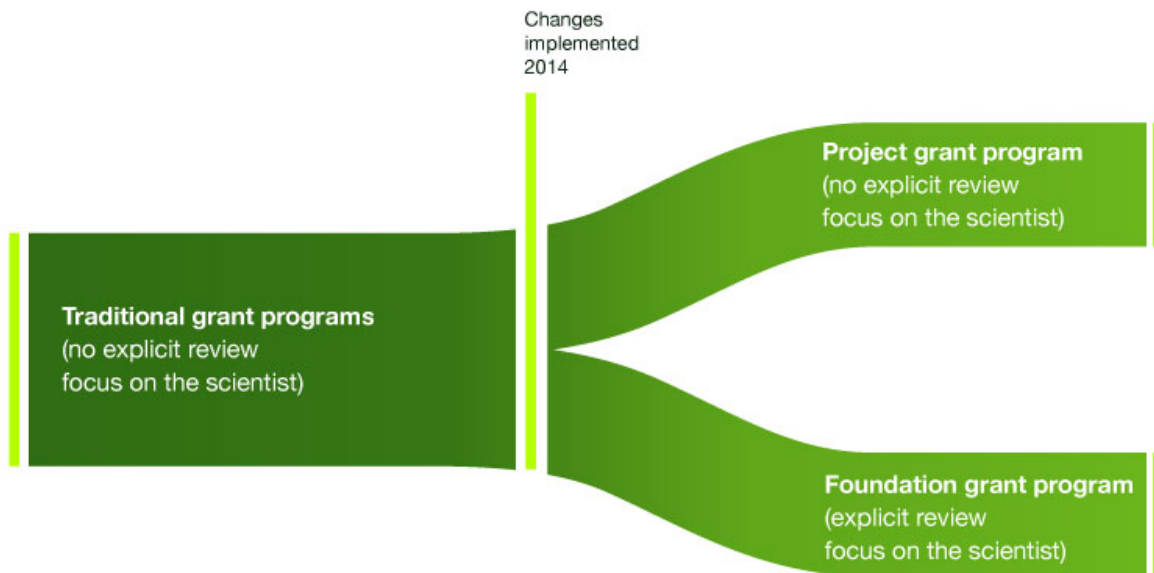 Changes
implemented
2014
Project grant program
(no explicit review
focus on the scientist)
Traditional grant programs
(no explicit review
focus on the scientist)
Foundation grant program
(explicit review
focus on the scientist)